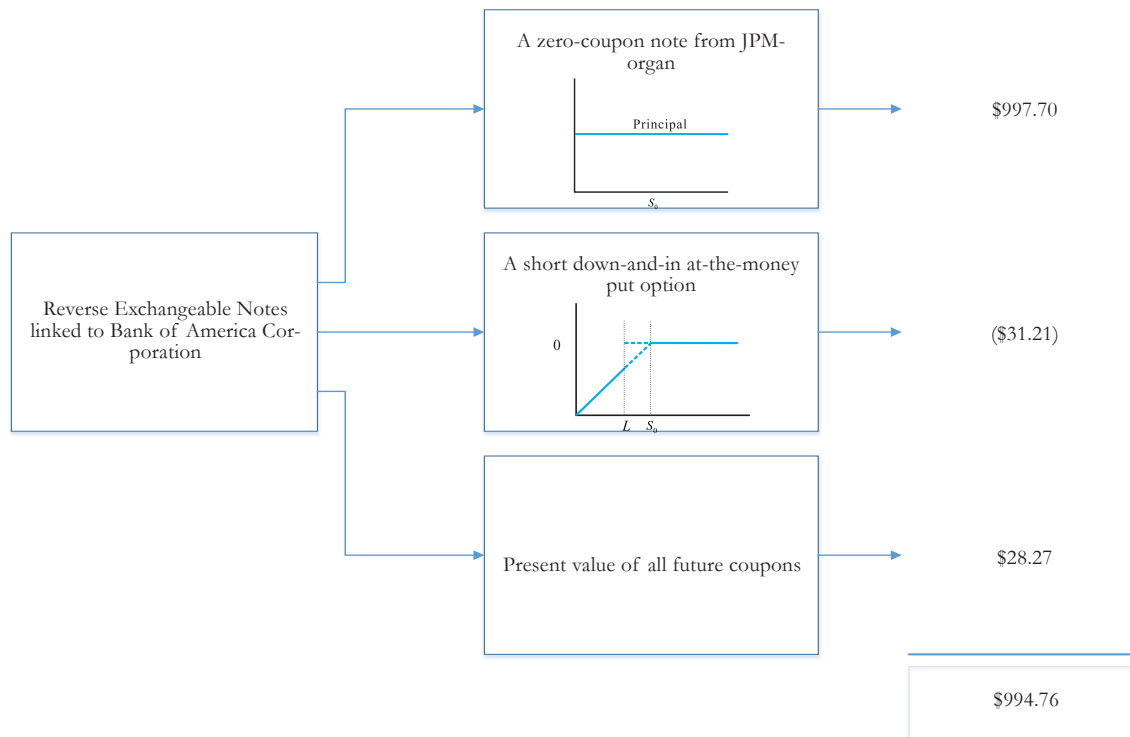 A zero-coupon note from JPM-
organ
Principal
S₀
$997.70
Reverse Exchangeable Notes
linked to Bank of America Cor-
poration
A short down-and-in at-the-money
put option
0
L
S₀
($31.21)
Present value of all future coupons
$28.27
$994.76